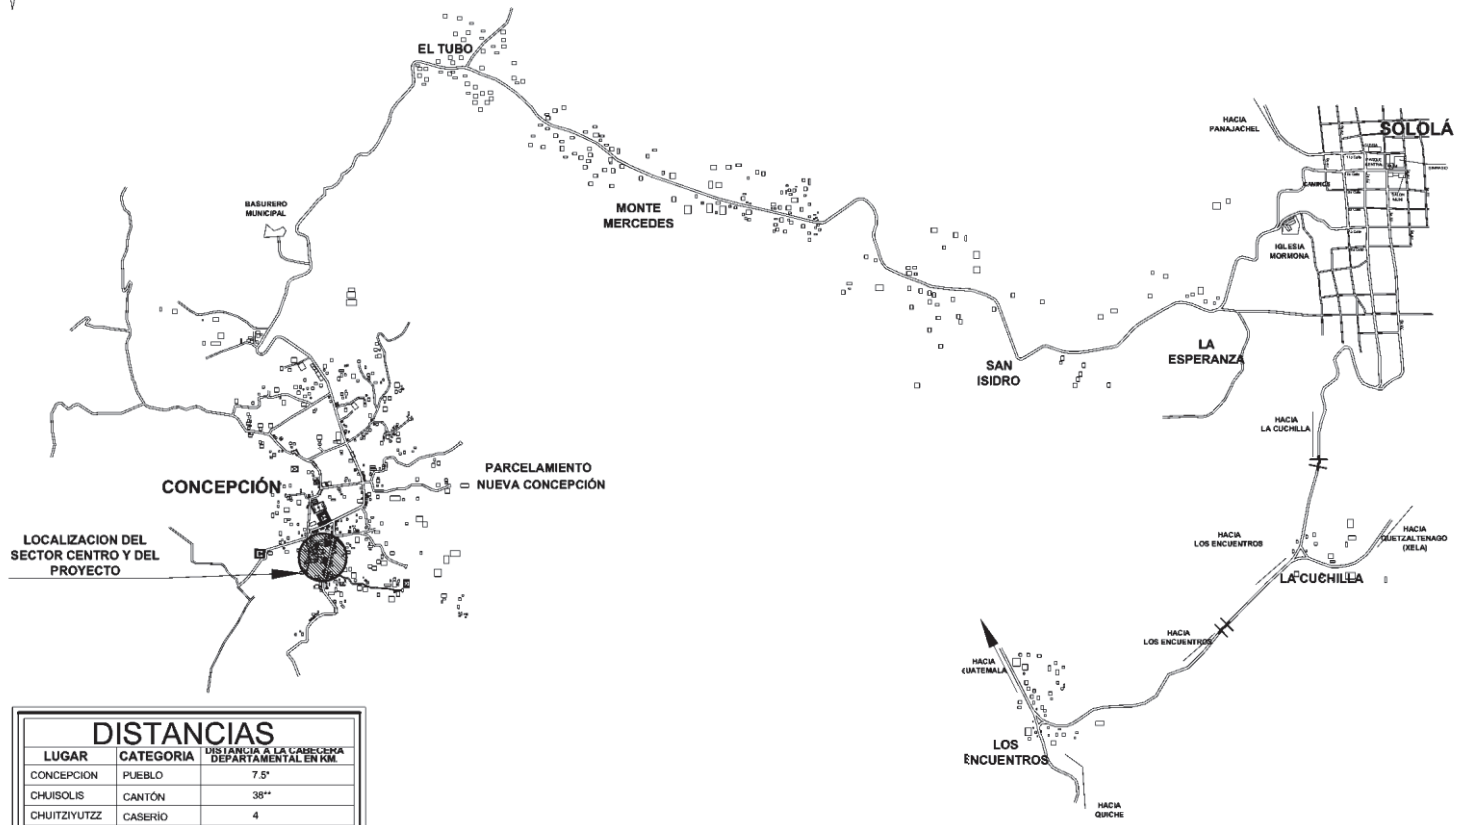 EL TUBO
HACIA
PANAJACHEL
SOLOLÁ
PARQUE
CENTRAL
BASURERO
MUNICIPAL
MONTE
MERCEDES
IGLESIA
MORMONA
LA
ESPERANZA
SAN
ISIDRO
HACIA
LA CUCHILLA
CONCEPCIÓN
PARCELAMIENTO
NUEVA CONCEPCIÓN
LOCALIZACION DEL
SECTOR CENTRO Y DEL
PROYECTO
HACIA
LOS ENCUENTROS
HACIA
QUETZALTENAGO
(XELA)
LA CUCHILLA
HACIA
LOS ENCUENTROS
HACIA
GUATEMALA
LOS
ENCUENTROS
HACIA
QUICHE
DISTANCIAS
LUGAR CATEGORIA DISTANCIA A LA CABECERA
DEPARTAMENTAL EN KM.
CONCEPCION PUEBLO 7.5*
CHUISOLIS CANTÓN 38**
CHUITZIYUTZZ CASERÍO 4